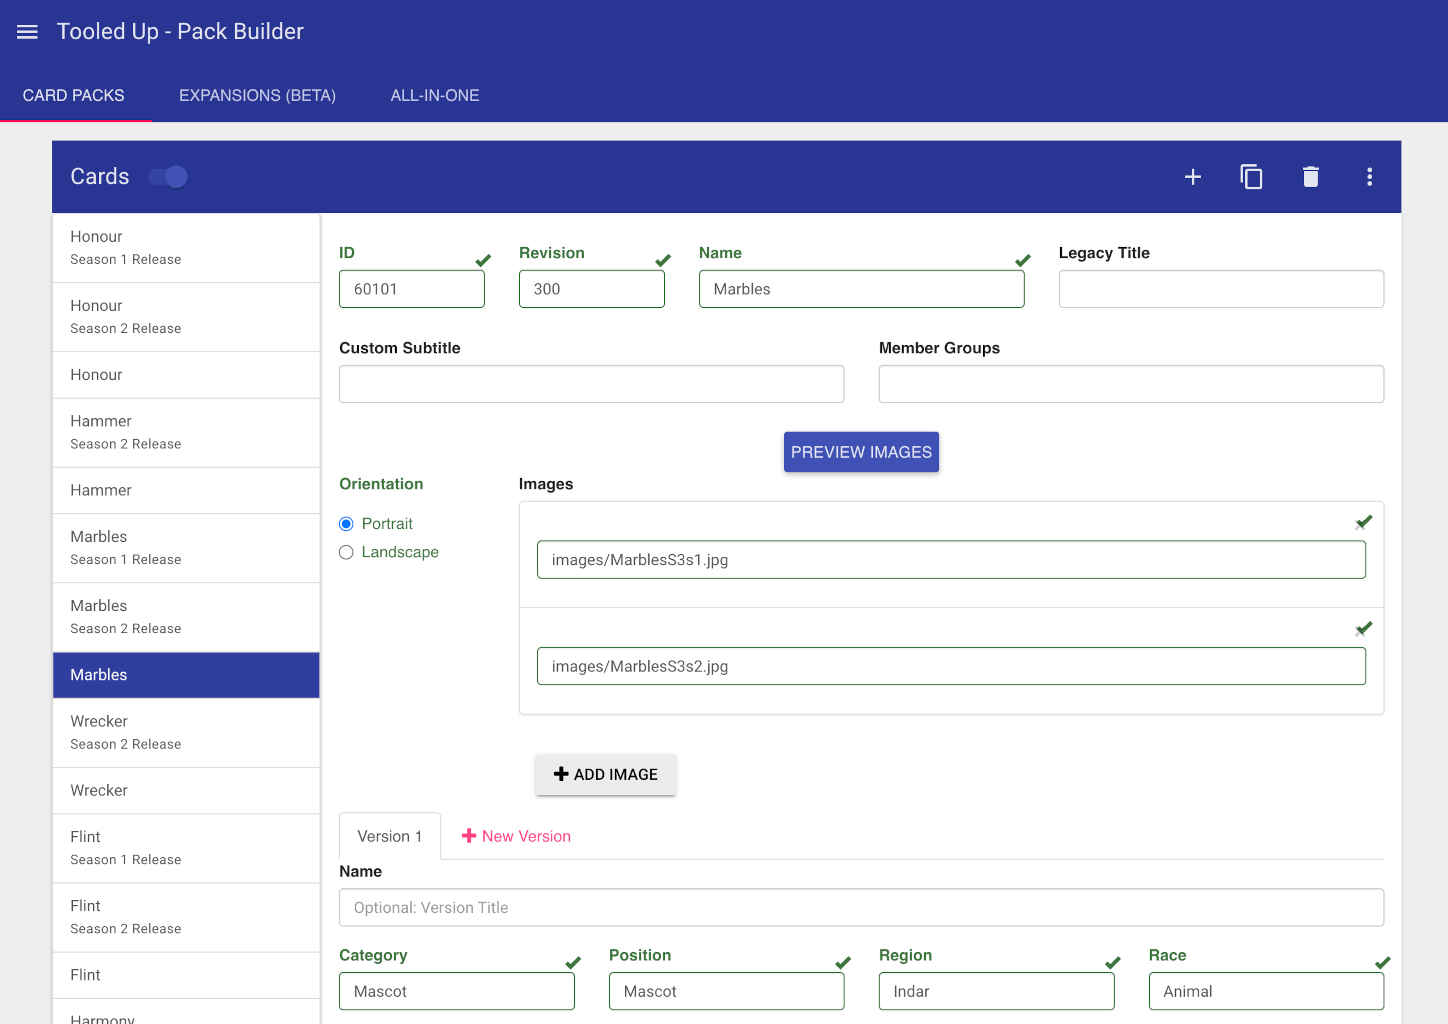 Tooled Up - Pack Builder
CARD PACKS
EXPANSIONS (BETA)
ALL-IN-ONE
Cards
Honour
Season 1 Release
Honour
Season 2 Release
Honour
Hammer
Season 2 Release
Hammer
Marbles
Season 1 Release
Marbles
Season 2 Release
Marbles
Wrecker
Season 2 Release
Wrecker
Flint
Season 1 Release
Flint
Season 2 Release
Flint
Harmony
ID
60101
Revision
300
Name
Marbles
Legacy Title
Custom Subtitle
Member Groups
PREVIEW IMAGES
Orientation
Portrait
Landscape
Images
images/MarblesS3s1.jpg
images/MarblesS3s2.jpg
ADD IMAGE
Version 1
New Version
Name
Optional: Version Title
Category
Mascot
Position
Mascot
Region
Indar
Race
Animal